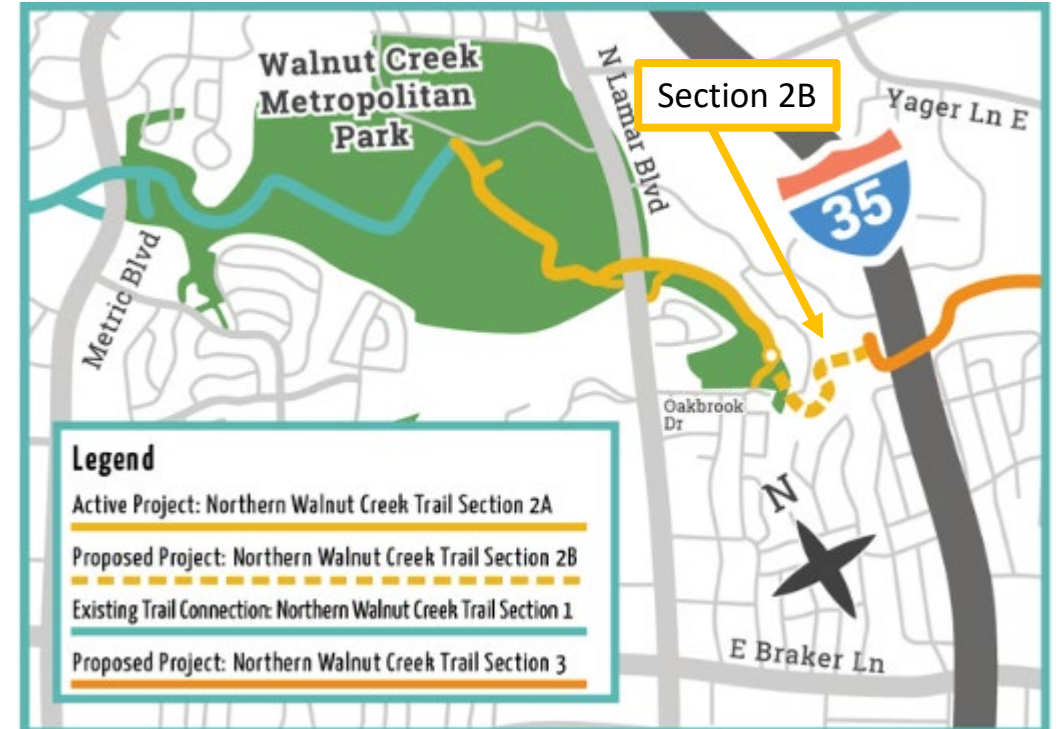 Walnut Creek
Metropolitan
Park
N Lamar Blvd
Section 2B
Yager Ln E
35
Metric Blvd
Oakbrook
Dr
Legend
Active Project: Northern Walnut Creek Trail Section 2A
Proposed Project: Northern Walnut Creek Trail Section 2B
Existing Trail Connection: Northern Walnut Creek Trail Section 1
Proposed Project: Northern Walnut Creek Trail Section 3
N
E Braker Ln